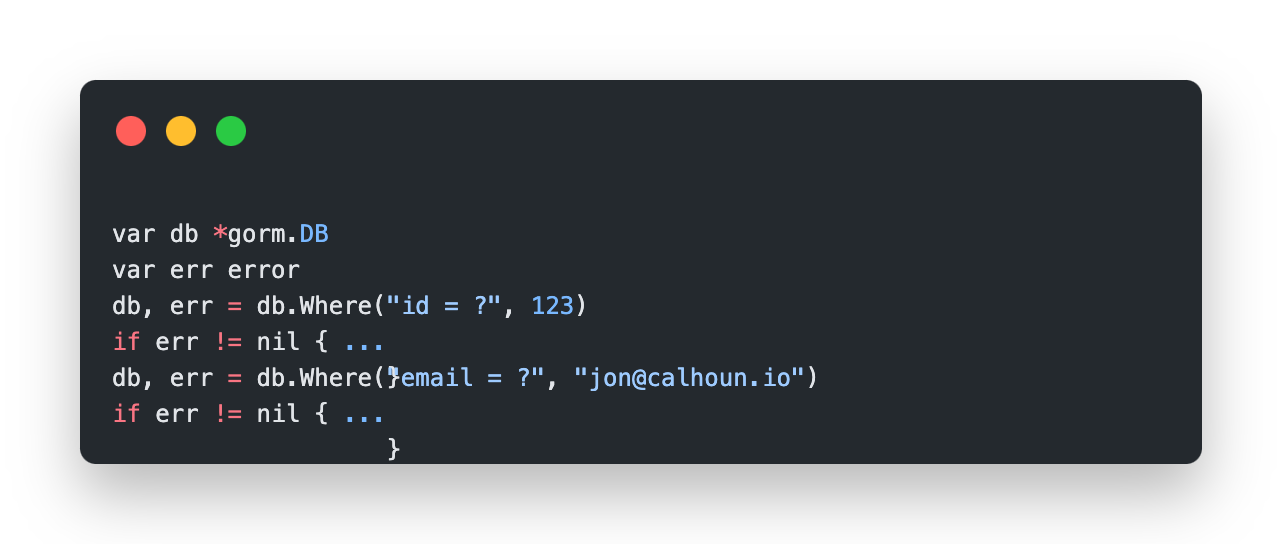 var db *gorm.DB
var err error
db, err = db.Where("id = ?", 123)
if err != nil { ...
}
db, err = db.Where("email = ?", "jon@calhoun.io")
if err != nil { ...
}